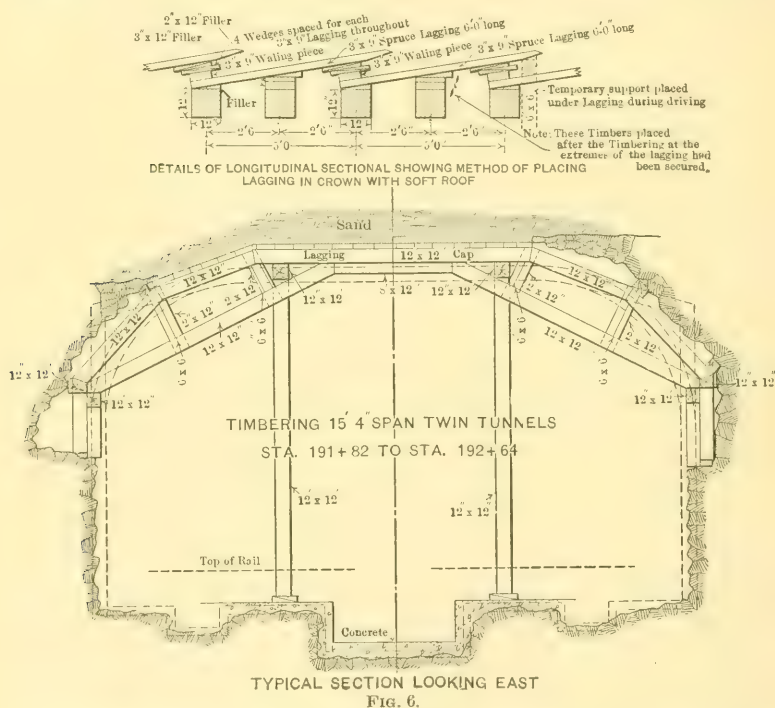 2"x 12" Filler
3"x 12" Filler
4 Wedges spaced for each
3"x 9" Lagging throughout
3"x 9" Spruce Lagging 6'-0" long
3"x 9" Waling piece
3"x 9" Waling piece
3"x 9" Spruce Lagging 6'-0" long
12"
Filler
12"
6"x 6"
Temporary support placed
under Lagging during driving
12"
12"
2'6"
2'6"
2'6"
2'6"
5'0
5'0
Note: These Timbers placed
after the Timbering at the
extremes of the lagging had
been secured.
DETAILS OF LONGITUDINAL SECTIONAL SHOWING METHOD OF PLACING
LAGGING IN CROWN WITH SOFT ROOF
Sand
Lagging
12 x 12
Cap
12 x 12
12 x 12
12 x 12
12 x 12
2 x 12
12 x 12
12 x 12"
2 x 12"
2"x 12"
6 x 6
2 x 12"
12 x 12
6 x 6
6 x 6
6 x 6
12"x 12"
12"x 12"
12"x 12"
12"x 12"
TIMBERING 15' 4" SPAN TWIN TUNNELS
STA. 191+82 TO STA. 192+64
12"x 12"
12"x 12"
Top of Rail
Concrete
TYPICAL SECTION LOOKING EAST
FIG. 6.